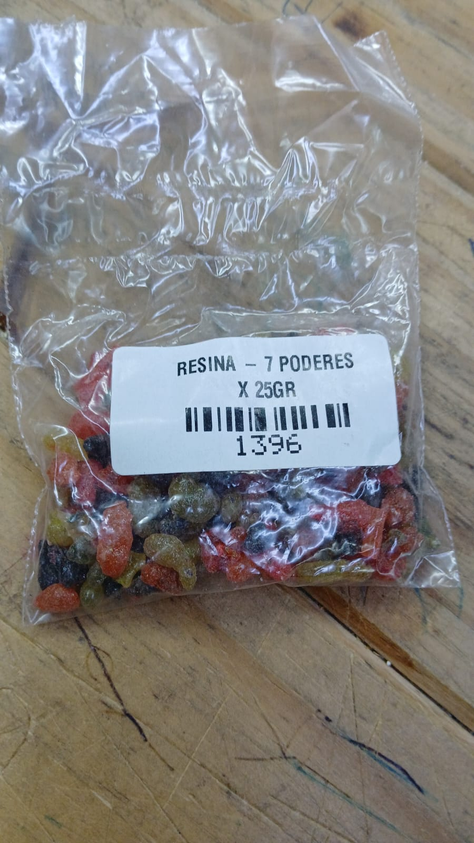 RESINA – 7 PODERES
X 25GR
1396